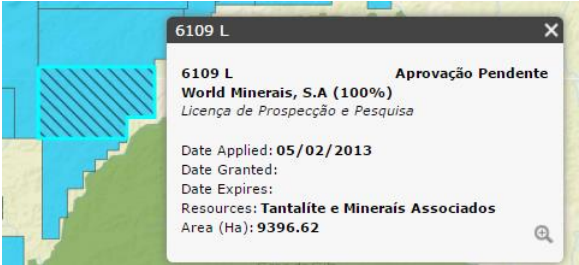 6109 L
6109 L Aprovação Pendente
World Minerais, S.A (100%)
Licença de Prospecção e Pesquisa
Date Applied: 05/02/2013
Date Granted:
Date Expires:
Resources: Tantalíte e Minerais Associados
Area (Ha): 9396.62